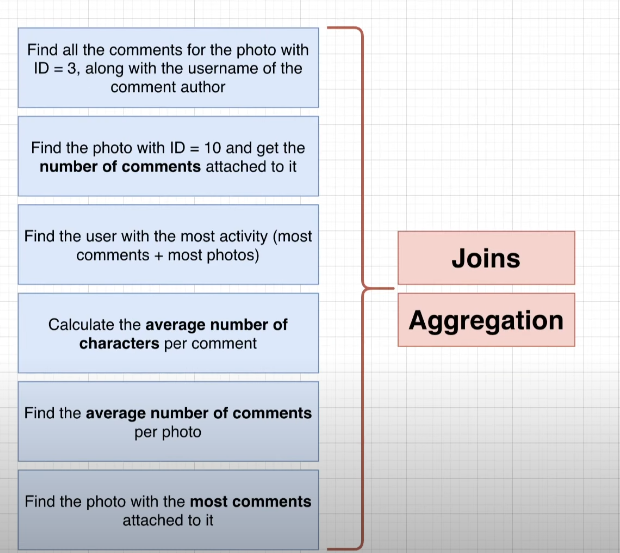 Find all the comments for the photo with
ID = 3, along with the username of the
comment author
Find the photo with ID = 10 and get the
number of comments attached to it
Find the user with the most activity (most
comments + most photos)
Calculate the average number of
characters per comment
Find the average number of comments
per photo
Find the photo with the most comments
attached to it
Joins
Aggregation